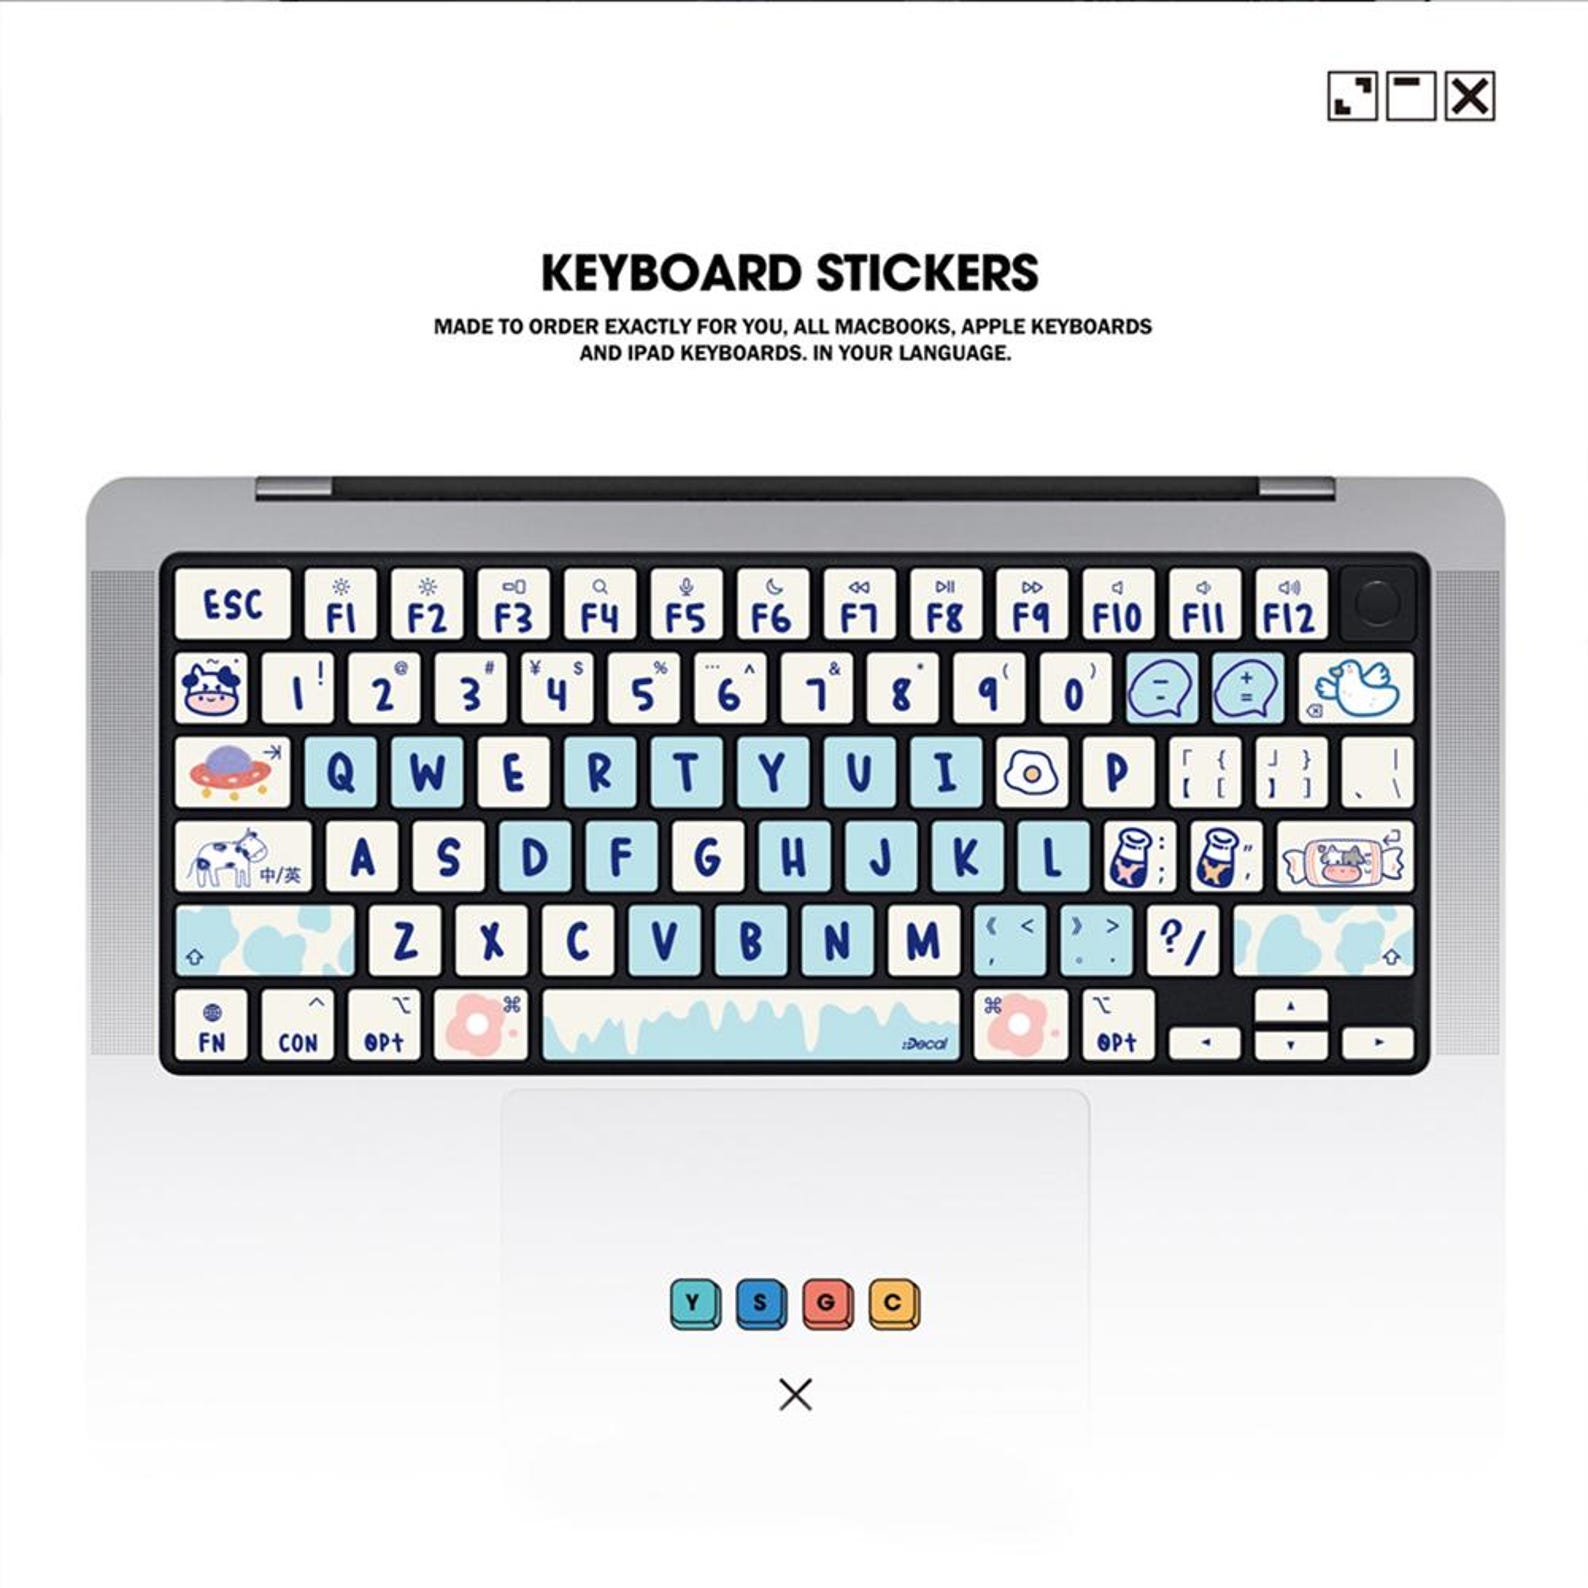 KEYBOARD STICKERS
MADE TO ORDER EXACTLY FOR YOU, ALL MACBOOKS, APPLE KEYBOARDS
AND IPAD KEYBOARDS. IN YOUR LANGUAGE.
ESC F1 F2 F3 F4 F5 F6 F7 F8 F9 F10 F11 F12
1 ! 2 @ 3 # ¥ 4 $ 5 % … 6 ^ 7 & 8 * 9 ( 0 ) - - + =
Q W E R T Y U I P 「 { 【 [ 」 } 】 ] | 、 \
中/英 A S D F G H J K L : ; " '
Z X C V B N M 《 < , 》 > 。 . ? /
FN ^ CON ⌥ OPt ⌘ :Decal ⌘ ⌥ OPt
Y S G C